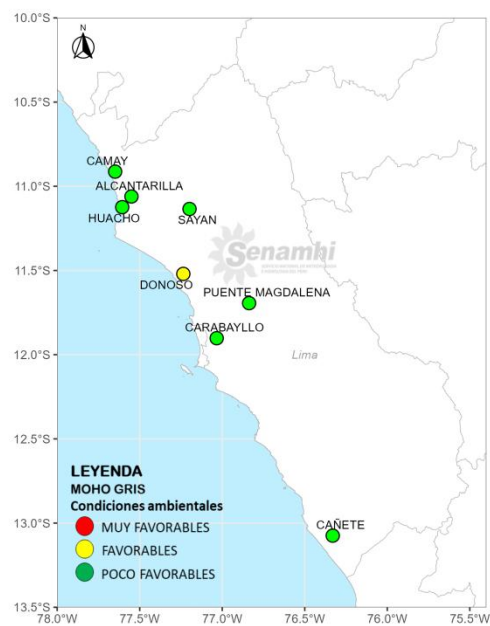 10.0°S
N
10.5°S
CAMAY
11.0°S
ALCANTARILLA
HUACHO
SAYAN
Senamhi
11.5°S
DONOSO
PUENTE MAGDALENA
CARABAYLLO
12.0°S
Lima
12.5°S
LEYENDA
MOHO GRIS
Condiciones ambientales
MUY FAVORABLES
FAVORABLES
POCO FAVORABLES
13.0°S
CAÑETE
13.5°S
78.0°W 77.5°W 77.0°W 76.5°W 76.0°W 75.5°W